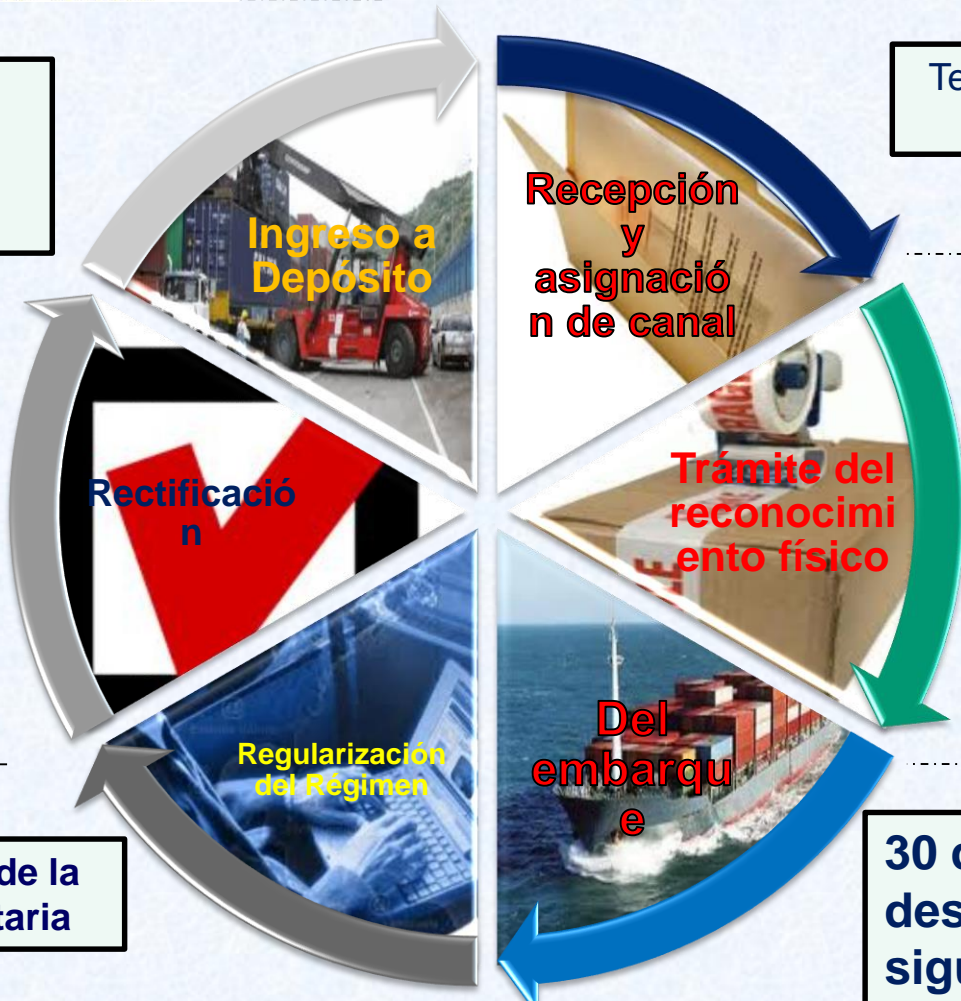 Te
Ingreso a
Depósito
Recepción
y
asignació
n de canal
Trámite del
reconocimi
ento físico
Rectificació
n
Regularización
del Régimen
Del
embarqu
e
de la
taria
30 d
des
sigu